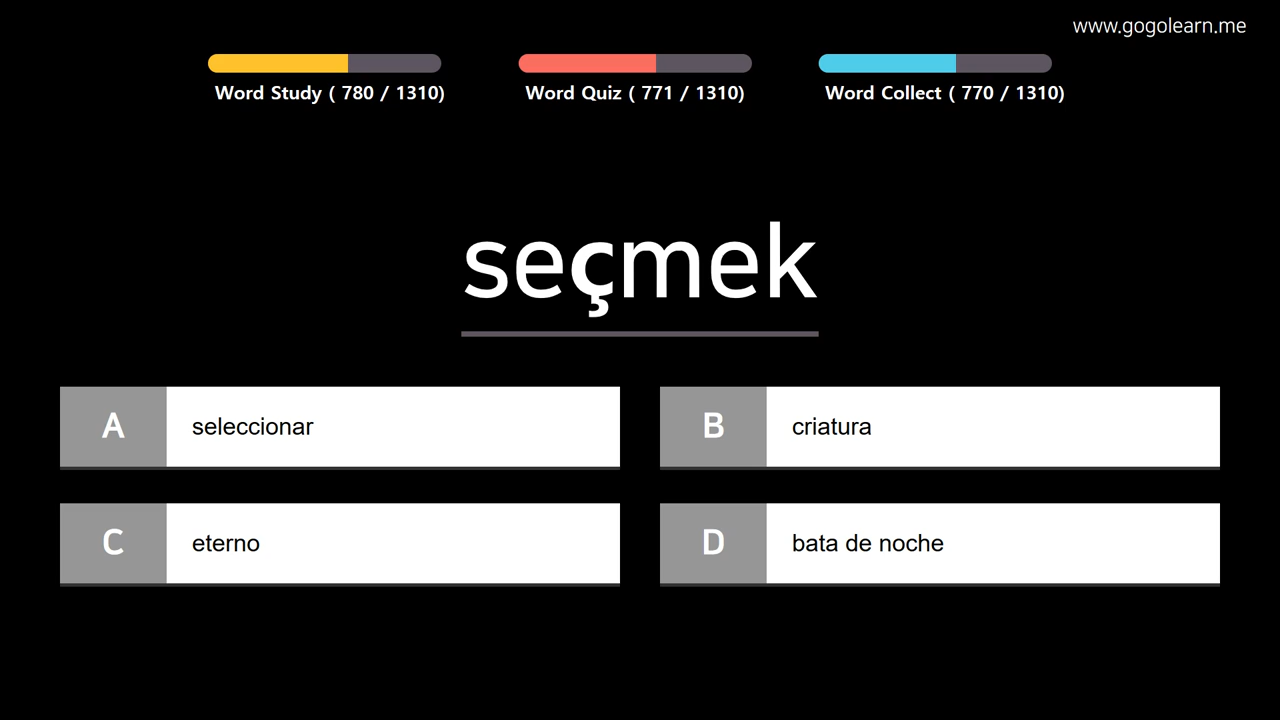 www.gogolearn.me
Word Study ( 780 / 1310)
Word Quiz ( 771 / 1310)
Word Collect ( 770 / 1310)
seçmek
A seleccionar
B criatura
C eterno
D bata de noche